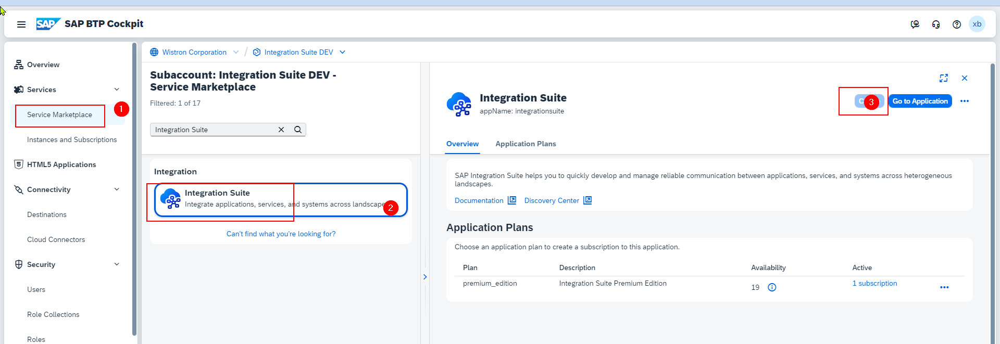 SAP SAP BTP Cockpit
xb
Overview
Services
Service Marketplace
1
Instances and Subscriptions
HTML5 Applications
Connectivity
Destinations
Cloud Connectors
Security
Users
Role Collections
Roles
Wistron Corporation / Integration Suite DEV
Subaccount: Integration Suite DEV -
Service Marketplace
Filtered: 1 of 17
Integration Suite
Integration
Integration Suite
Integrate applications, services, and systems across landscape
2
Can't find what you're looking for?
Integration Suite
appName: integrationsuite
3
Go to Application
Overview Application Plans
SAP Integration Suite helps you to quickly develop and manage reliable communication between applications, services, and systems across heterogeneous
landscapes.
Documentation Discovery Center
Application Plans
Choose an application plan to create a subscription to this application.
Plan Description Availability Active
premium_edition Integration Suite Premium Edition 19 1 subscription